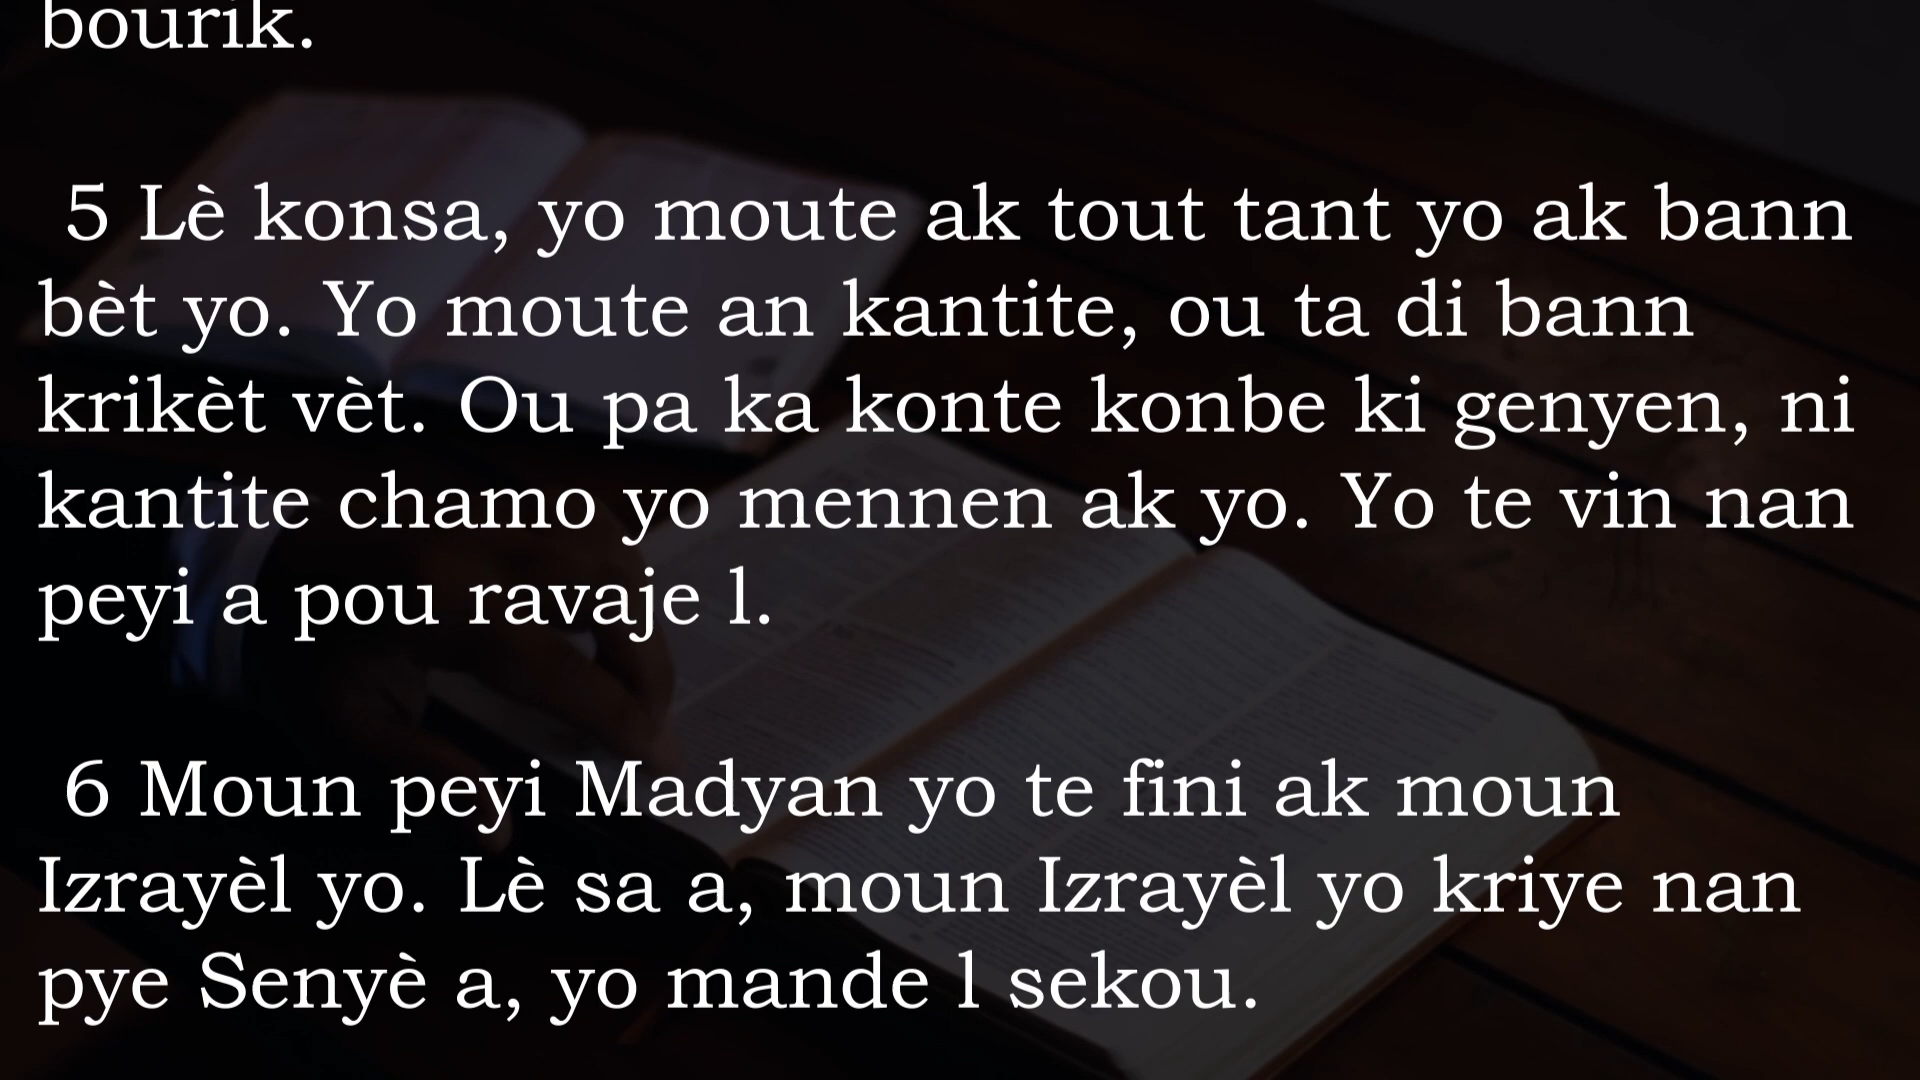 bourik.
5 Lè konsa, yo moute ak tout tant yo ak bann
bèt yo. Yo moute an kantite, ou ta di bann
krikèt vèt. Ou pa ka konte konbe ki genyen, ni
kantite chamo yo mennen ak yo. Yo te vin nan
peyi a pou ravaje l.
6 Moun peyi Madyan yo te fini ak moun
Izrayèl yo. Lè sa a, moun Izrayèl yo kriye nan
pye Senyè a, yo mande l sekou.